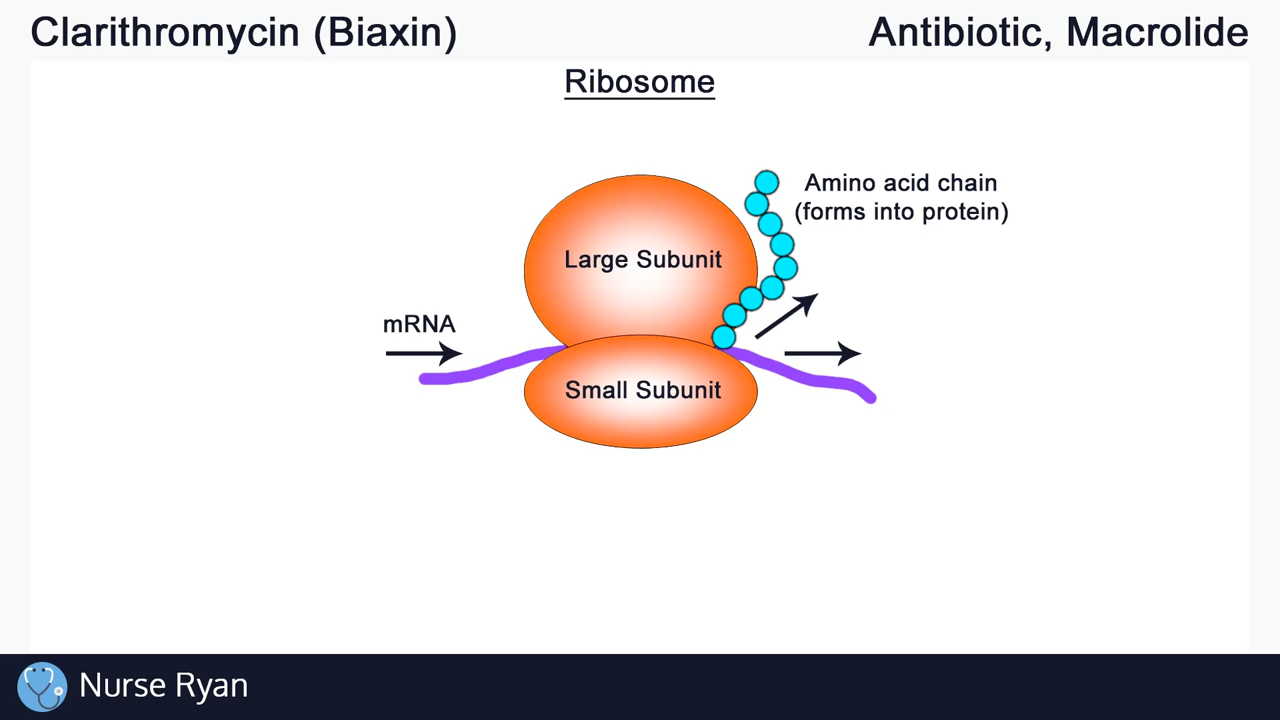 Clarithromycin (Biaxin)
Antibiotic, Macrolide
Ribosome
Amino acid chain
(forms into protein)
Large Subunit
mRNA
Small Subunit
Nurse Ryan